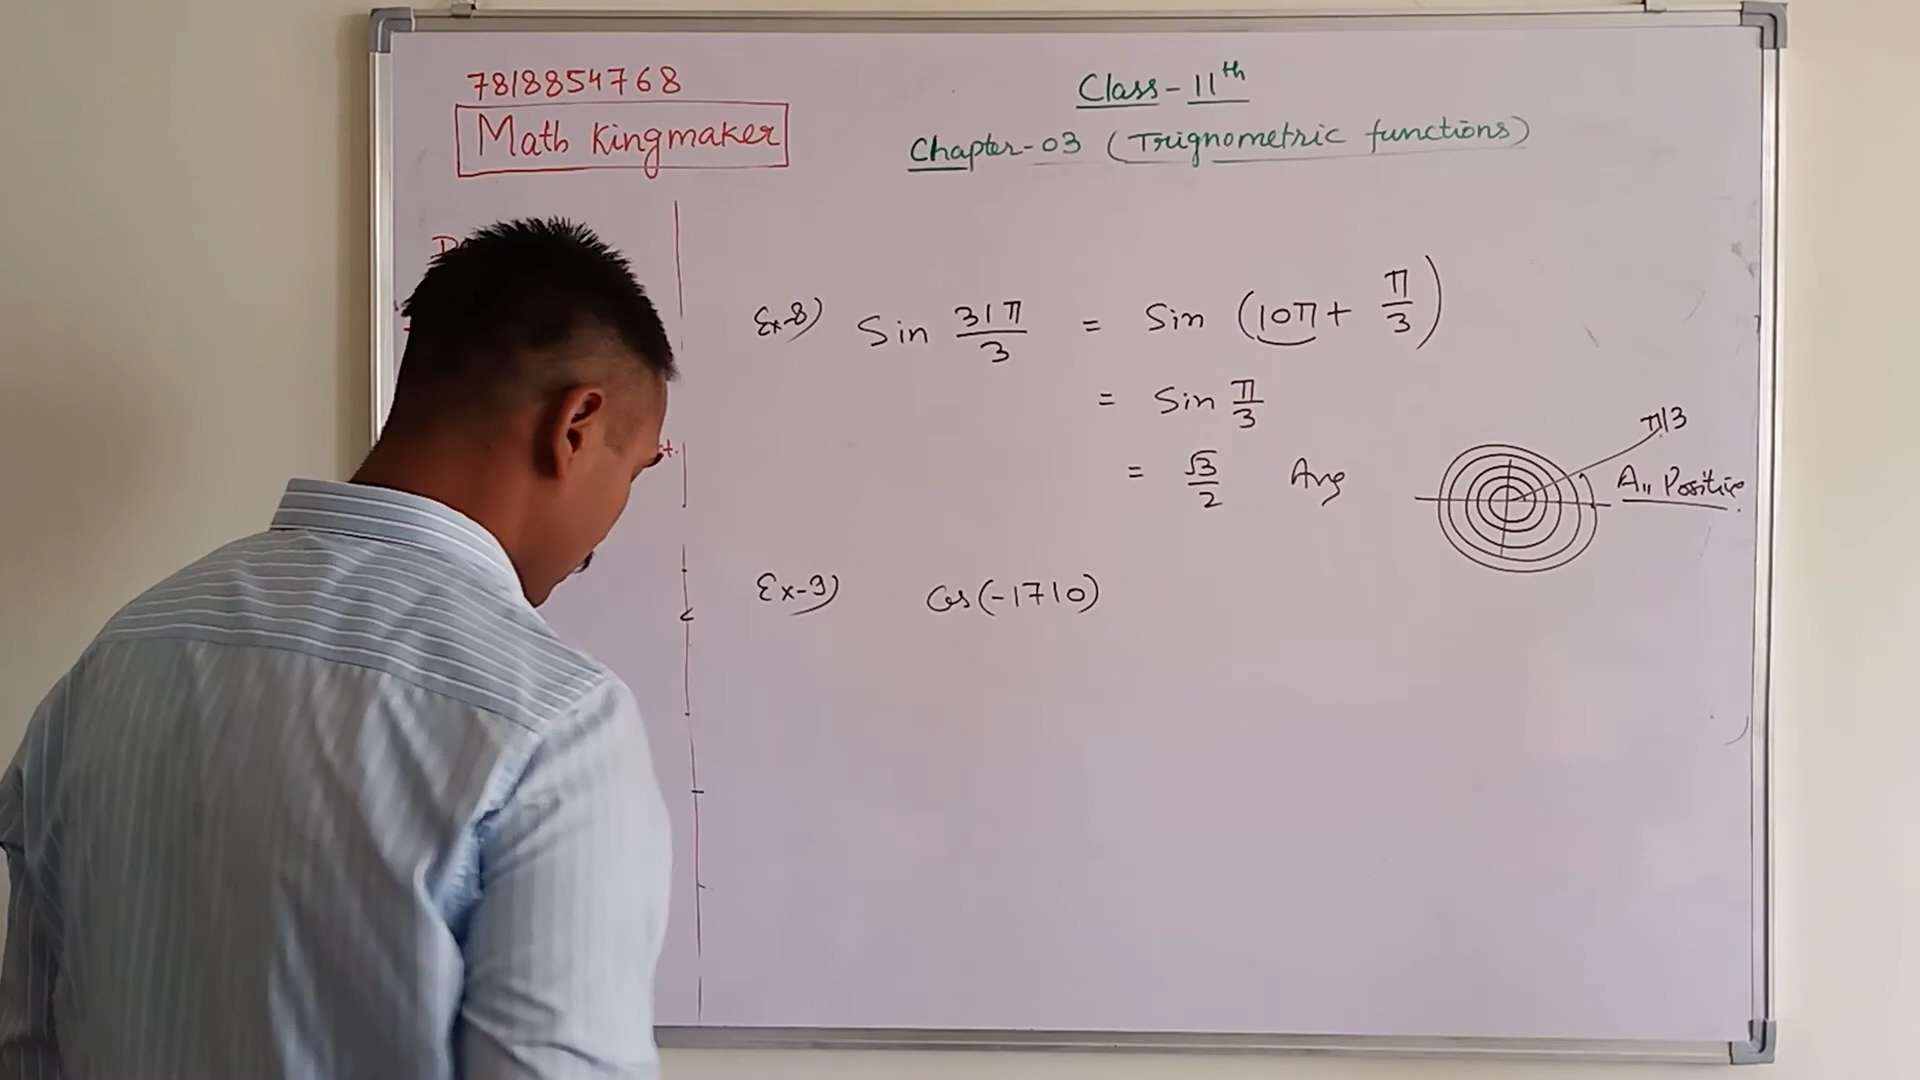 7818854768
Math Kingmaker
Class-11th
Chapter-03 (Trignometric functions)
Ex-8) Sin 31π/3 = Sin (10π + π/3)
= Sin π/3
= √3/2 Ans
π/3
All Positive
Ex-9) Cos(-1710)